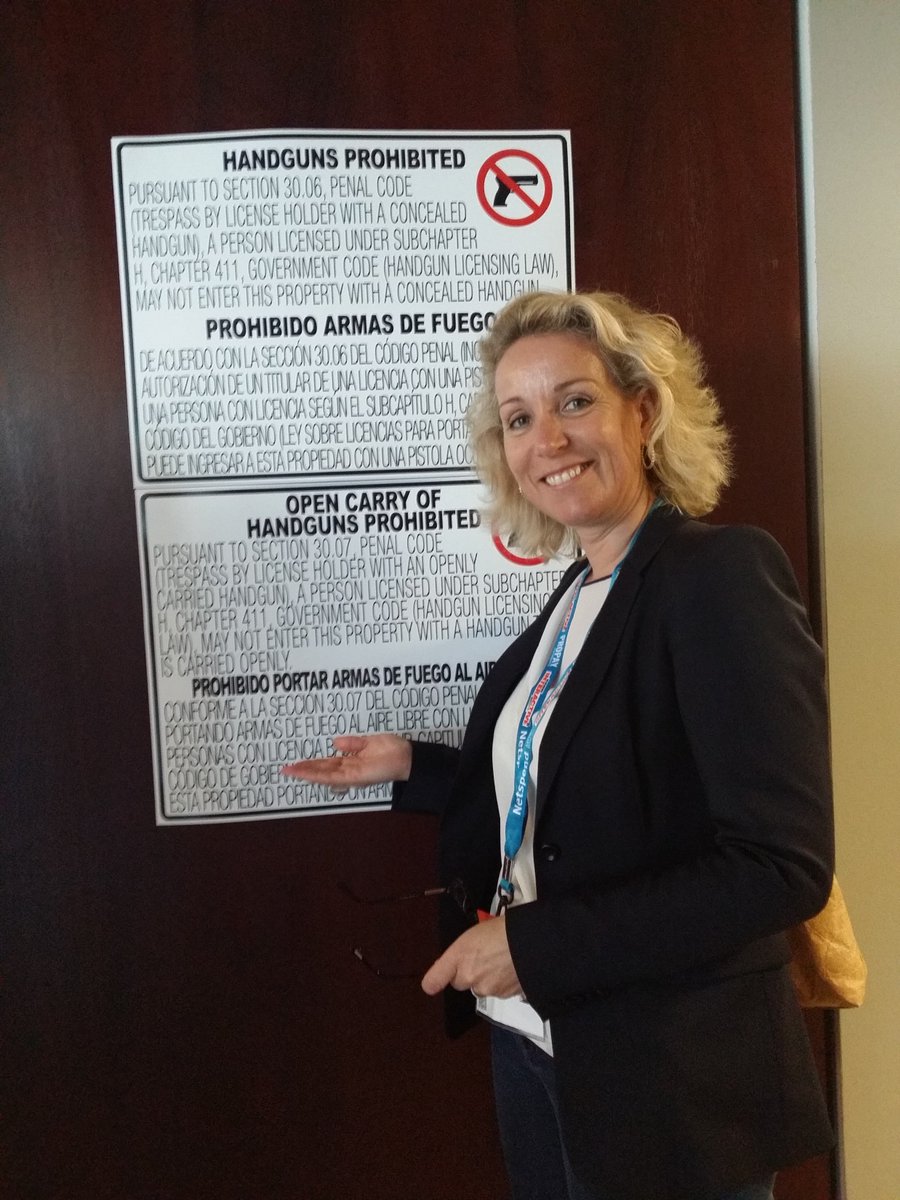 HANDGUNS PROHIBITED
PURSUANT TO SECTION 30.06, PENAL CODE
(TRESPASS BY LICENSE HOLDER WITH A CONCEALED
HANDGUN), A PERSON LICENSED UNDER SUBCHAPTER
H, CHAPTER 411, GOVERNMENT CODE (HANDGUN LICENSING LAW),
MAY NOT ENTER THIS PROPERTY WITH A CONCEALED HANDGUN
PROHIBIDO ARMAS DE FUEGO
DE ACUERDO CON LA SECCIÓN 30.06 DEL CÓDIGO PENAL
AUTORIZACIÓN DE UN TITULAR DE UNA LICENCIA CON UNA
UNA PERSONA CON LICENCIA SEGUN EL SUBCAPITULO H,
CÓDIGO DEL GOBIERNO (LEY SOBRE LICENCIAS PARA
PUEDE INGRESAR A ESTA PROPIEDAD CON UNA PISTOLA
OPEN CARRY OF
HANDGUNS PROHIBITED
PURSUANT TO SECTION 30.07, PENAL CODE
(TRESPASS BY LICENSE HOLDER WITH AN OPENLY
CARRIED HANDGUN), A PERSON LICENSED UNDER SUBCHAPTER
H, CHAPTER 411, GOVERNMENT CODE (HANDGUN LICENSING
LAW), MAY NOT ENTER THIS PROPERTY WITH A HANDGUN
IS CARRIED OPENLY.
PROHIBIDO PORTAR ARMAS DE FUEGO AL
CONFORME A LA SECCIÓN 30.07 DEL CÓDIGO PENAL
PORTANDO ARMAS DE FUEGO AL AIRE LIBRE CON
PERSONAS CON LICENCIA
CÓDIGO DE
ESTA PROPIEDAD
PROPAY
Netspend